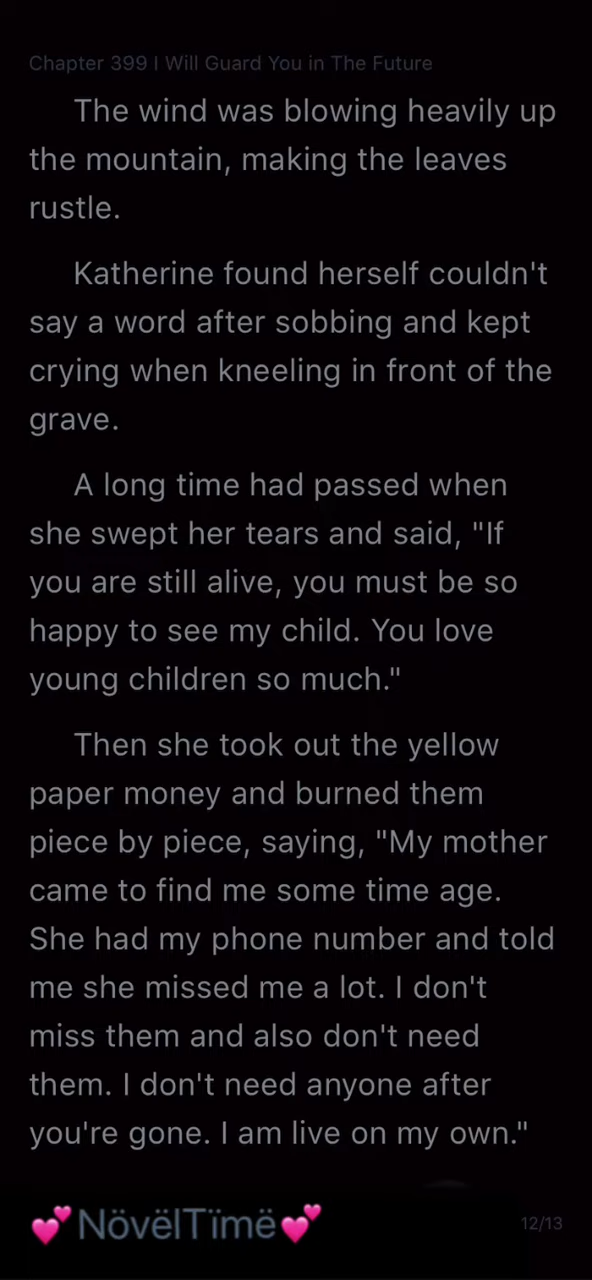 Chapter 399 I Will Guard You in The Future
The wind was blowing heavily up
the mountain, making the leaves
rustle.
Katherine found herself couldn't
say a word after sobbing and kept
crying when kneeling in front of the
grave.
A long time had passed when
she swept her tears and said, "If
you are still alive, you must be so
happy to see my child. You love
young children so much."
Then she took out the yellow
paper money and burned them
piece by piece, saying, "My mother
came to find me some time age.
She had my phone number and told
me she missed me a lot. I don't
miss them and also don't need
them. I don't need anyone after
you're gone. I am live on my own."
💕NövëlTïmë💕
12/13